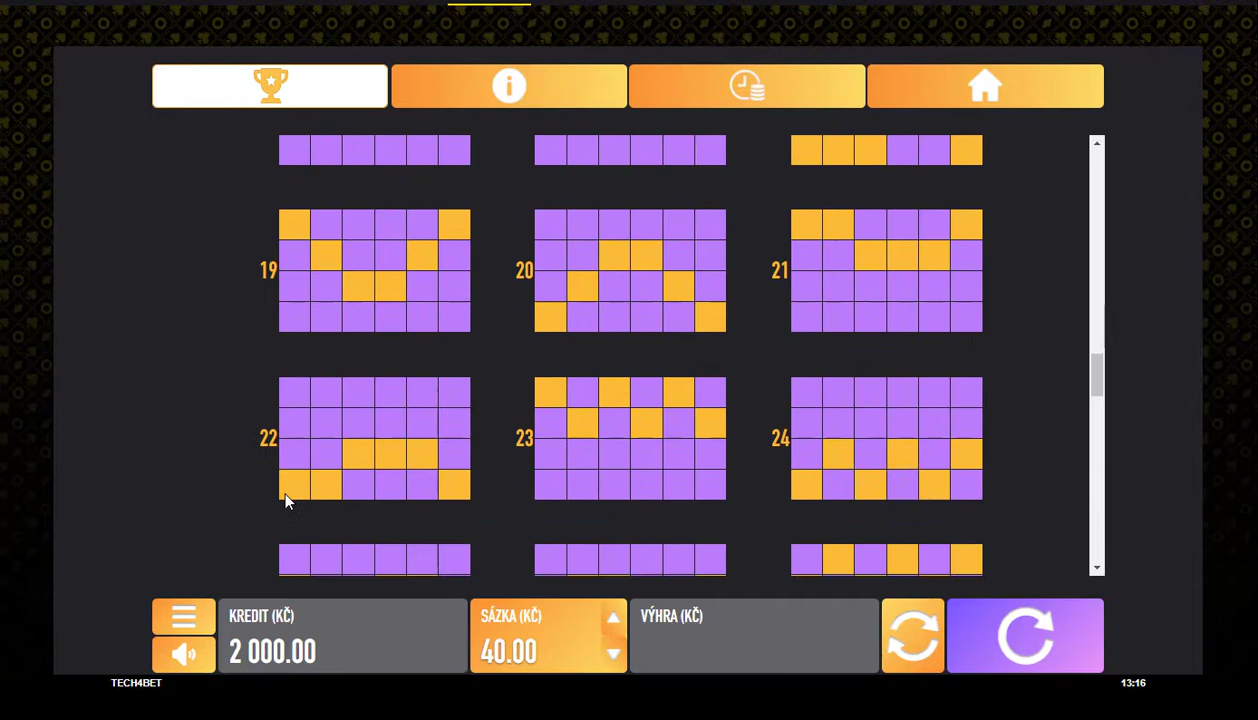 19
20
21
22
23
24
KREDIT (KČ)
2 000.00
SÁZKA (KČ)
40.00
VÝHRA (KČ)
TECH4BET
13:16